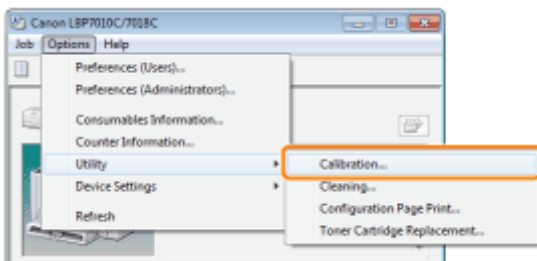 Canon LBP7010C/7018C
Job Options Help
Preferences (Users)...
Preferences (Administrators)...
Consumables Information...
Counter Information...
Utility
Device Settings
Refresh
Calibration...
Cleaning...
Configuration Page Print...
Toner Cartridge Replacement...